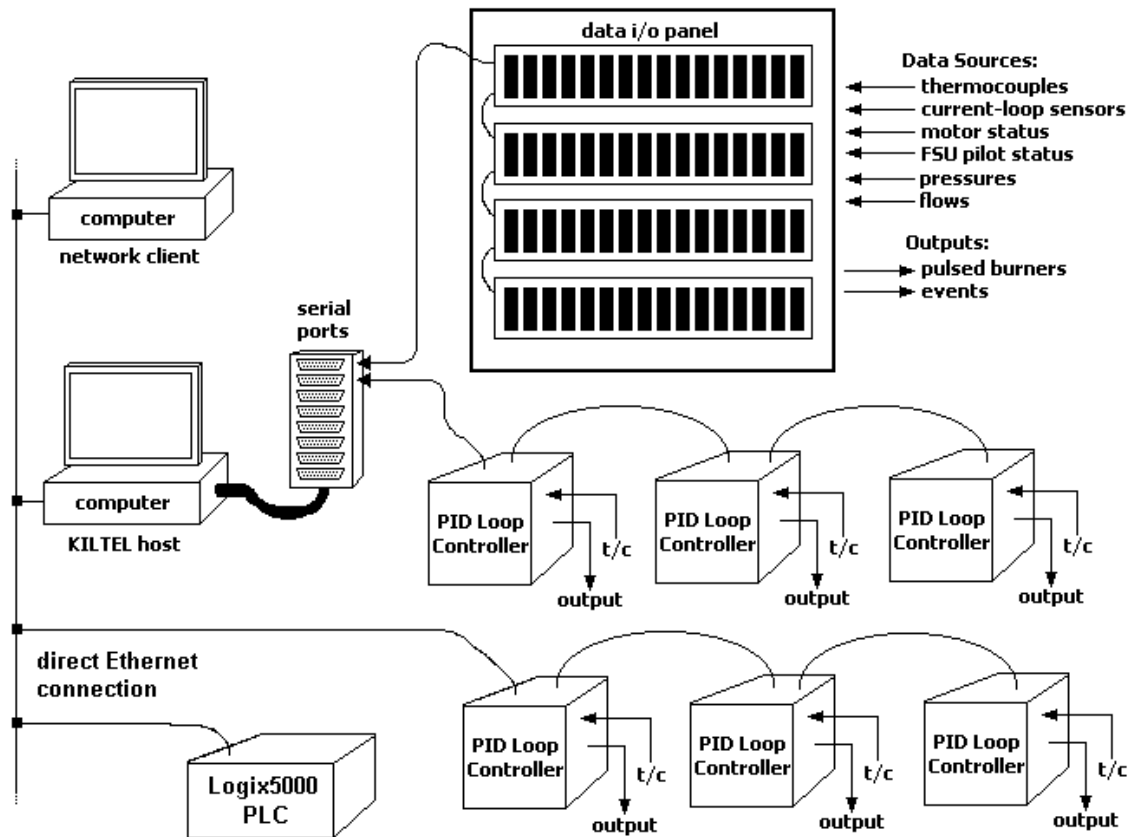 data i/o panel
Data Sources:
thermocouples
current-loop sensors
motor status
FSU pilot status
pressures
flows
Outputs:
pulsed burners
events
computer
network client
serial
ports
computer
KILTEL host
PID Loop
Controller
t/c
output
PID Loop
Controller
t/c
output
PID Loop
Controller
t/c
output
direct Ethernet
connection
Logix5000
PLC
PID Loop
Controller
t/c
output
PID Loop
Controller
t/c
output
PID Loop
Controller
t/c
output